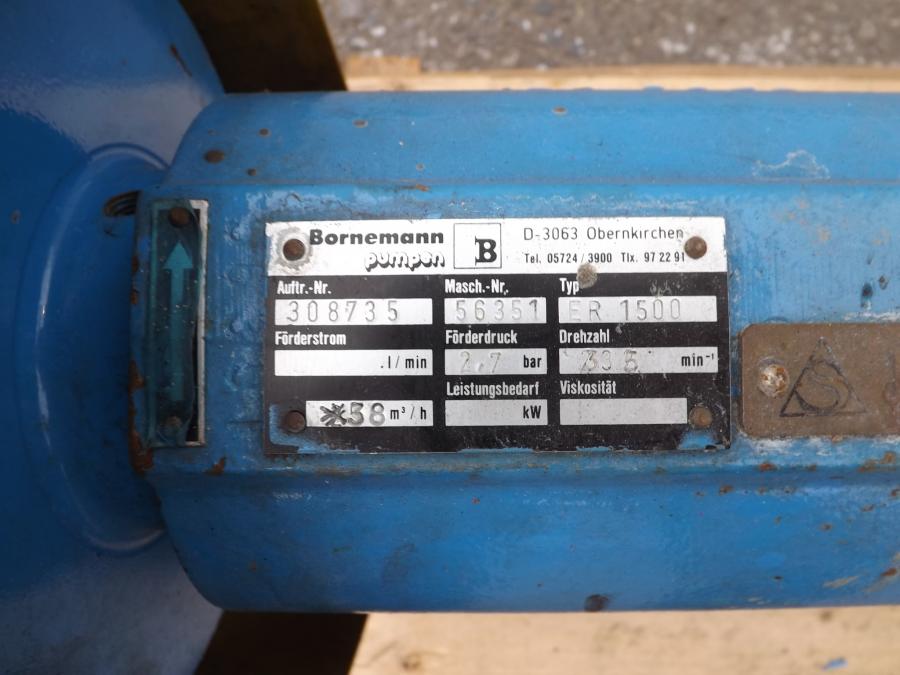 Bornemann pumpen B D-3063 Obernkirchen
Tel. 05724/3900 Tlx. 97 22 91
Auftr.-Nr. Masch.-Nr. Typ
308735 56351 ER 1500
Förderstrom Förderdruck Drehzahl
.l/min 2,7 bar 335 min⁻¹
Leistungsbedarf Viskosität
38 m³/h kW
S